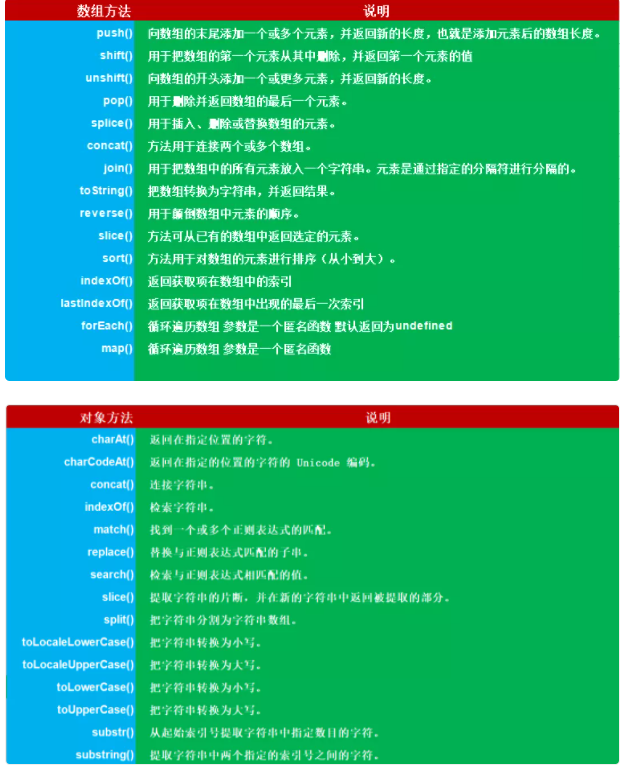 数组方法 说明
push() 向数组的末尾添加一个或多个元素，并返回新的长度，也就是添加元素后的数组长度。
shift() 用于把数组的第一个元素从其中删除，并返回第一个元素的值
unshift() 向数组的开头添加一个或更多元素，并返回新的长度。
pop() 用于删除并返回数组的最后一个元素。
splice() 用于插入、删除或替换数组的元素。
concat() 方法用于连接两个或多个数组。
join() 用于把数组中的所有元素放入一个字符串。元素是通过指定的分隔符进行分隔的。
toString() 把数组转换为字符串，并返回结果。
reverse() 用于颠倒数组中元素的顺序。
slice() 方法可从已有的数组中返回选定的元素。
sort() 方法用于对数组的元素进行排序（从小到大）。
indexOf() 返回获取项在数组中的索引
lastIndexOf() 返回获取项在数组中出现的最后一次索引
forEach() 循环遍历数组 参数是一个匿名函数 默认返回为undefined
map() 循环遍历数组 参数是一个匿名函数
对象方法 说明
charAt() 返回在指定位置的字符。
charCodeAt() 返回在指定的位置的字符的 Unicode 编码。
concat() 连接字符串。
indexOf() 检索字符串。
match() 找到一个或多个正则表达式的匹配。
replace() 替换与正则表达式匹配的子串。
search() 检索与正则表达式相匹配的值。
slice() 提取字符串的片断，并在新的字符串中返回被提取的部分。
split() 把字符串分割为字符串数组。
toLocaleLowerCase() 把字符串转换为小写。
toLocaleUpperCase() 把字符串转换为大写。
toLowerCase() 把字符串转换为小写。
toUpperCase() 把字符串转换为大写。
substr() 从起始索引号提取字符串中指定数目的字符。
substring() 提取字符串中两个指定的索引号之间的字符。